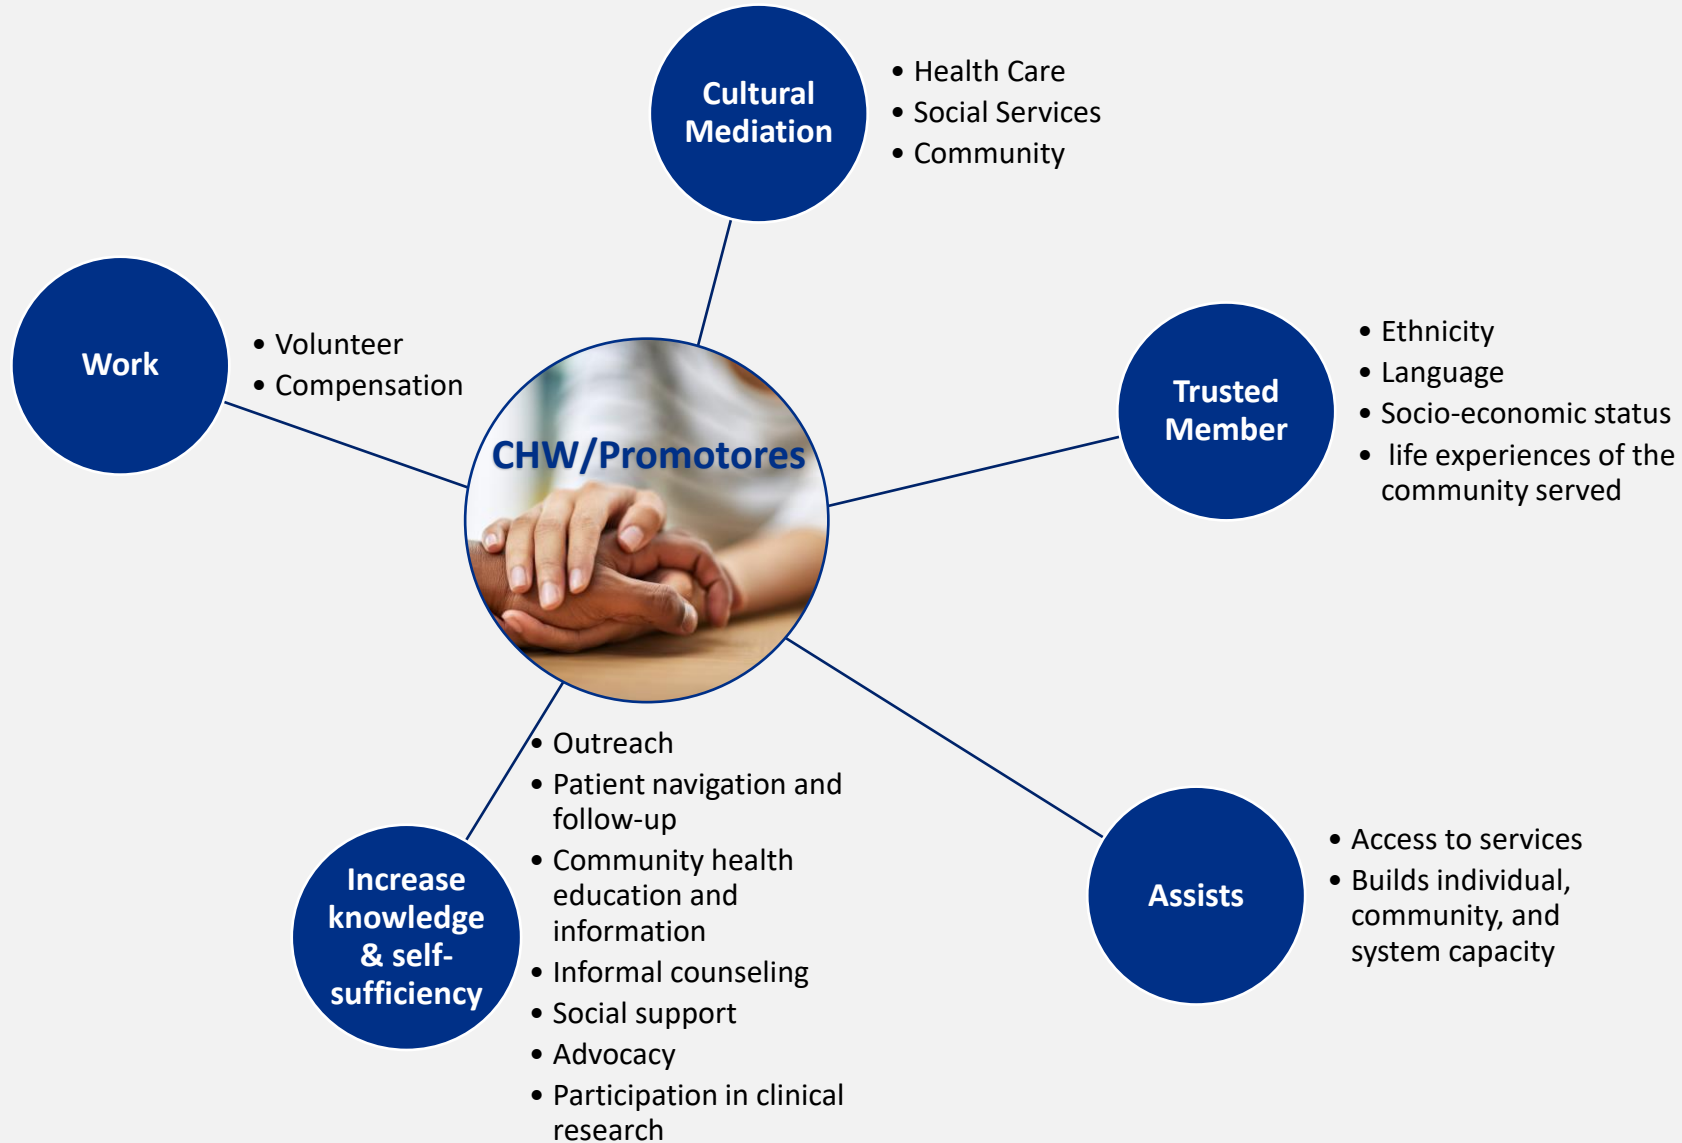 Cultural
Mediation
• Health Care
• Social Services
• Community
Work
• Volunteer
• Compensation
CHW/Promotores
Trusted
Member
• Ethnicity
• Language
• Socio-economic status
• life experiences of the
community served
Increase
knowledge
& self-
sufficiency
• Outreach
• Patient navigation and
follow-up
• Community health
education and
information
• Informal counseling
• Social support
• Advocacy
• Participation in clinical
research
Assists
• Access to services
• Builds individual,
community, and
system capacity